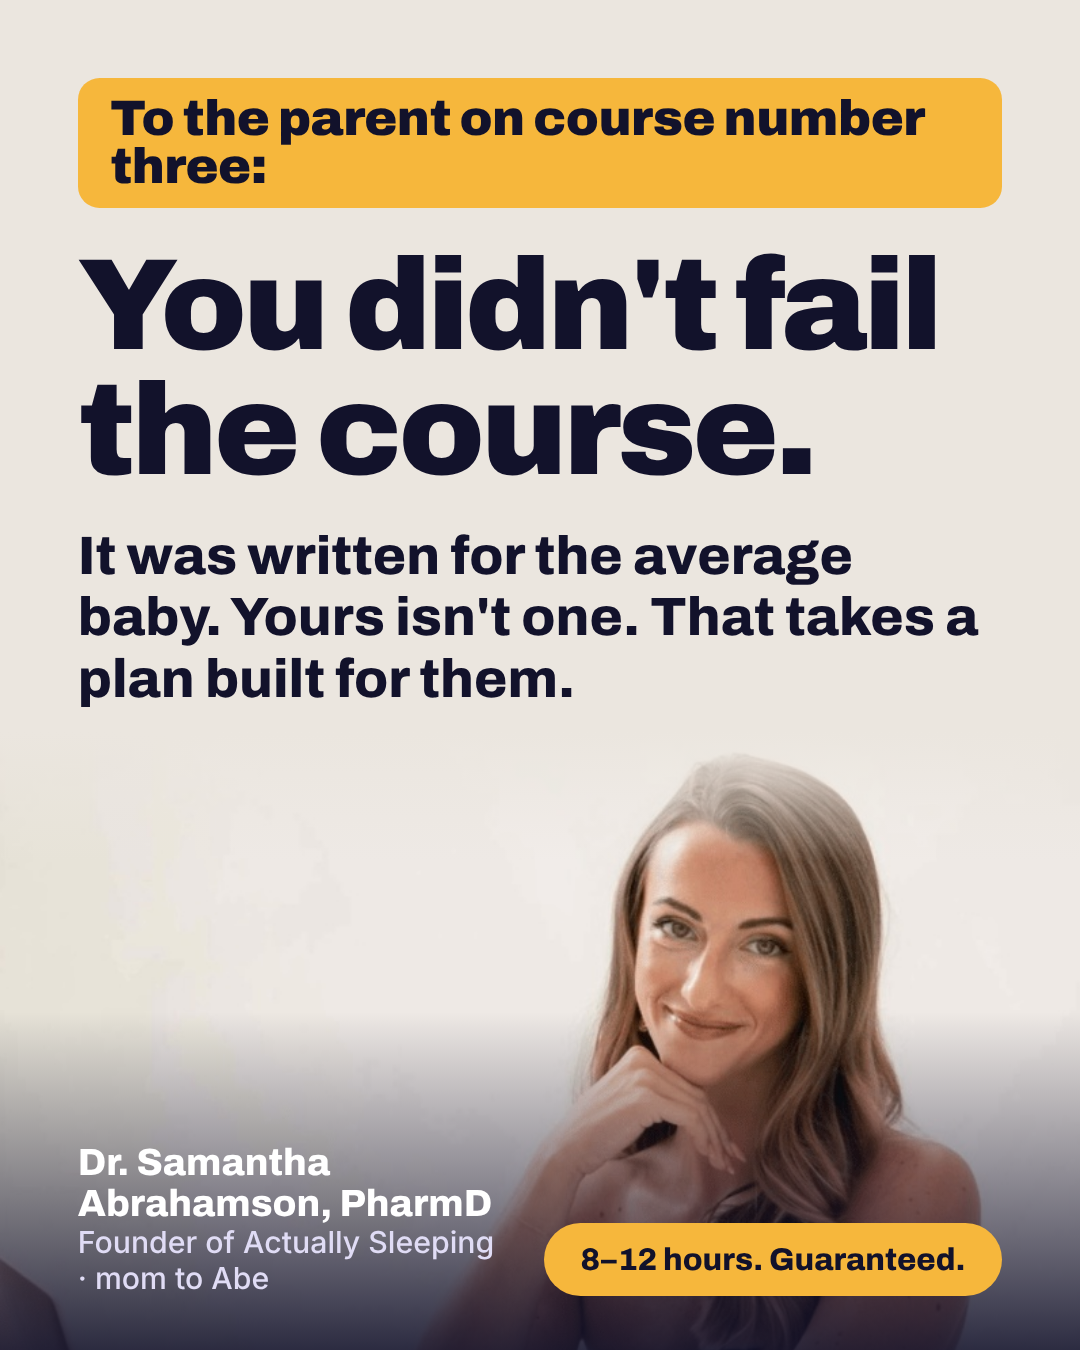 To the parent on course number
three:
You didn't fail
the course.
It was written for the average
baby. Yours isn't one. That takes a
plan built for them.
Dr. Samantha
Abrahamson, PharmD
Founder of Actually Sleeping
· mom to Abe
8–12 hours. Guaranteed.